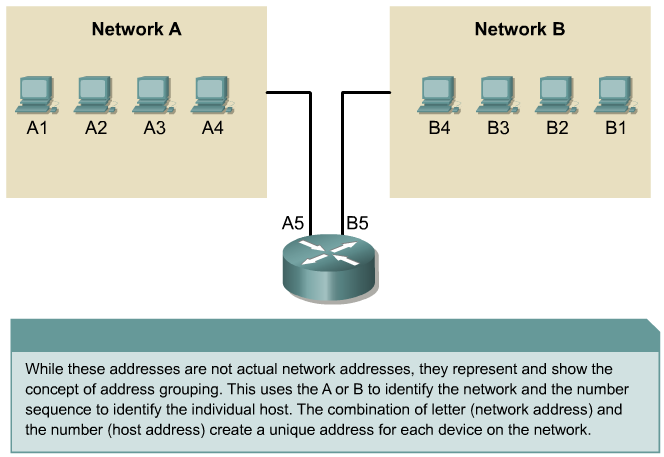 Network A
Network B
A1 A2 A3 A4
B4 B3 B2 B1
A5 B5
While these addresses are not actual network addresses, they represent and show the
concept of address grouping. This uses the A or B to identify the network and the number
sequence to identify the individual host. The combination of letter (network address) and
the number (host address) create a unique address for each device on the network.